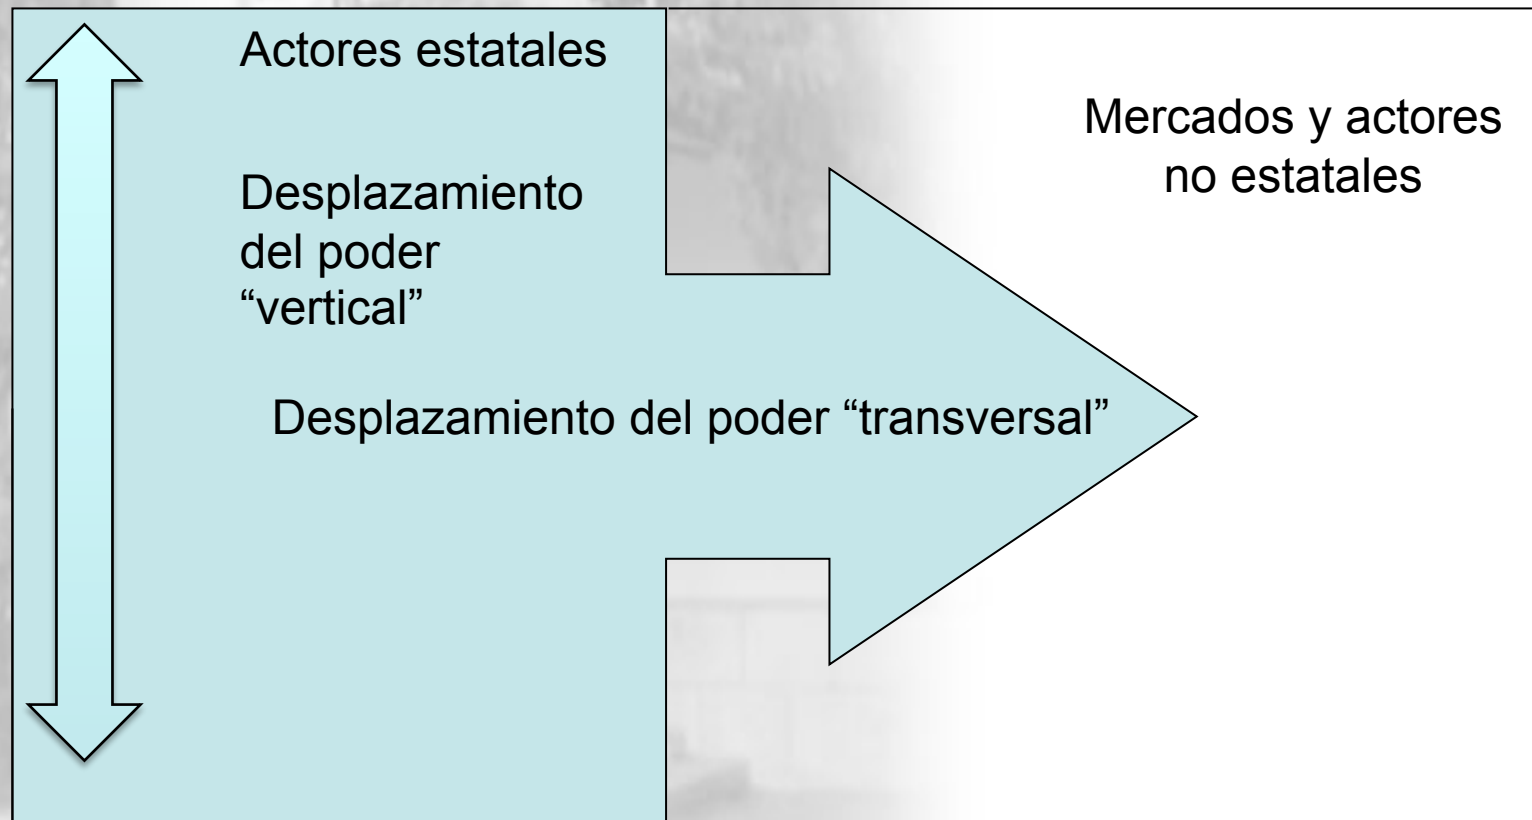 Actores estatales
Mercados y actores
no estatales
Desplazamiento
del poder
“vertical”
Desplazamiento del poder “transversal”